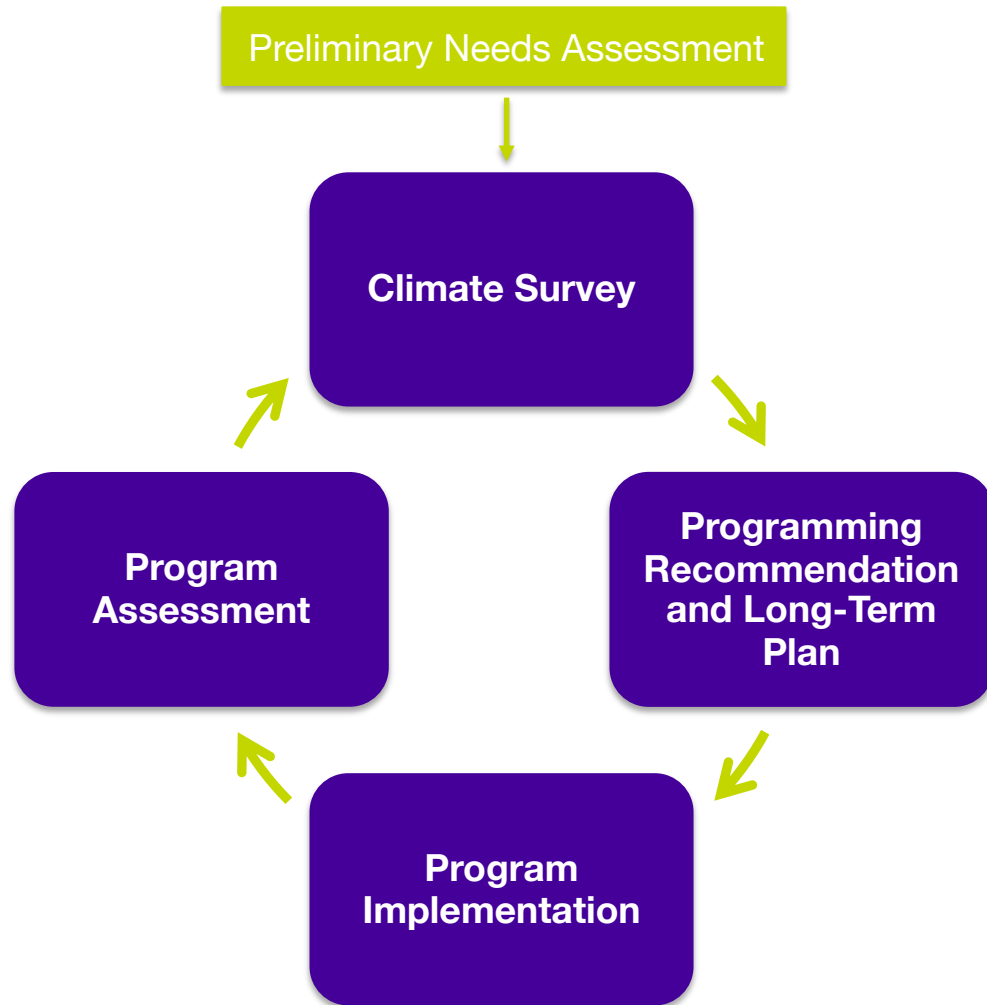 Preliminary Needs Assessment
Climate Survey
Program
Assessment
Programming
Recommendation
and Long-Term
Plan
Program
Implementation